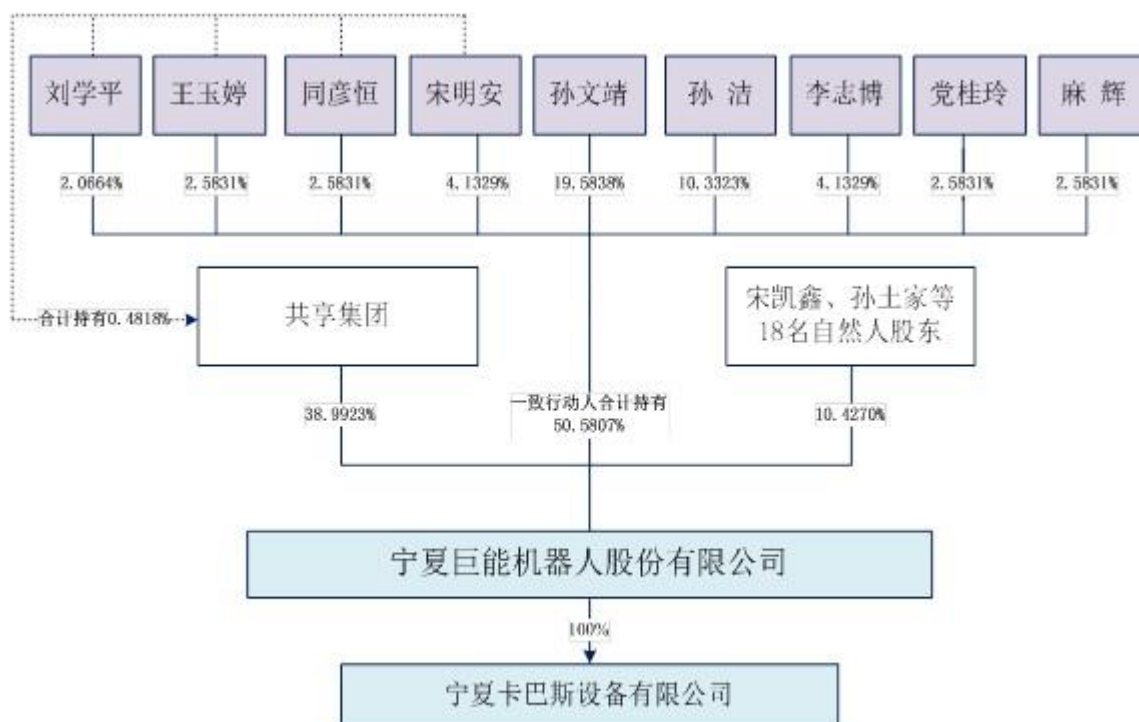 刘学平
王玉婷
同彦恒
宋明安
孙文靖
孙 洁
李志博
党桂玲
麻 辉
2.0664%
2.5831%
2.5831%
4.1329%
19.5838%
10.3323%
4.1329%
2.5831%
2.5831%
合计持有0.4818%
共享集团
宋凯鑫、孙土家等
18名自然人股东
38.9923%
一致行动人合计持有
50.5807%
10.4270%
宁夏巨能机器人股份有限公司
100%
宁夏卡巴斯设备有限公司